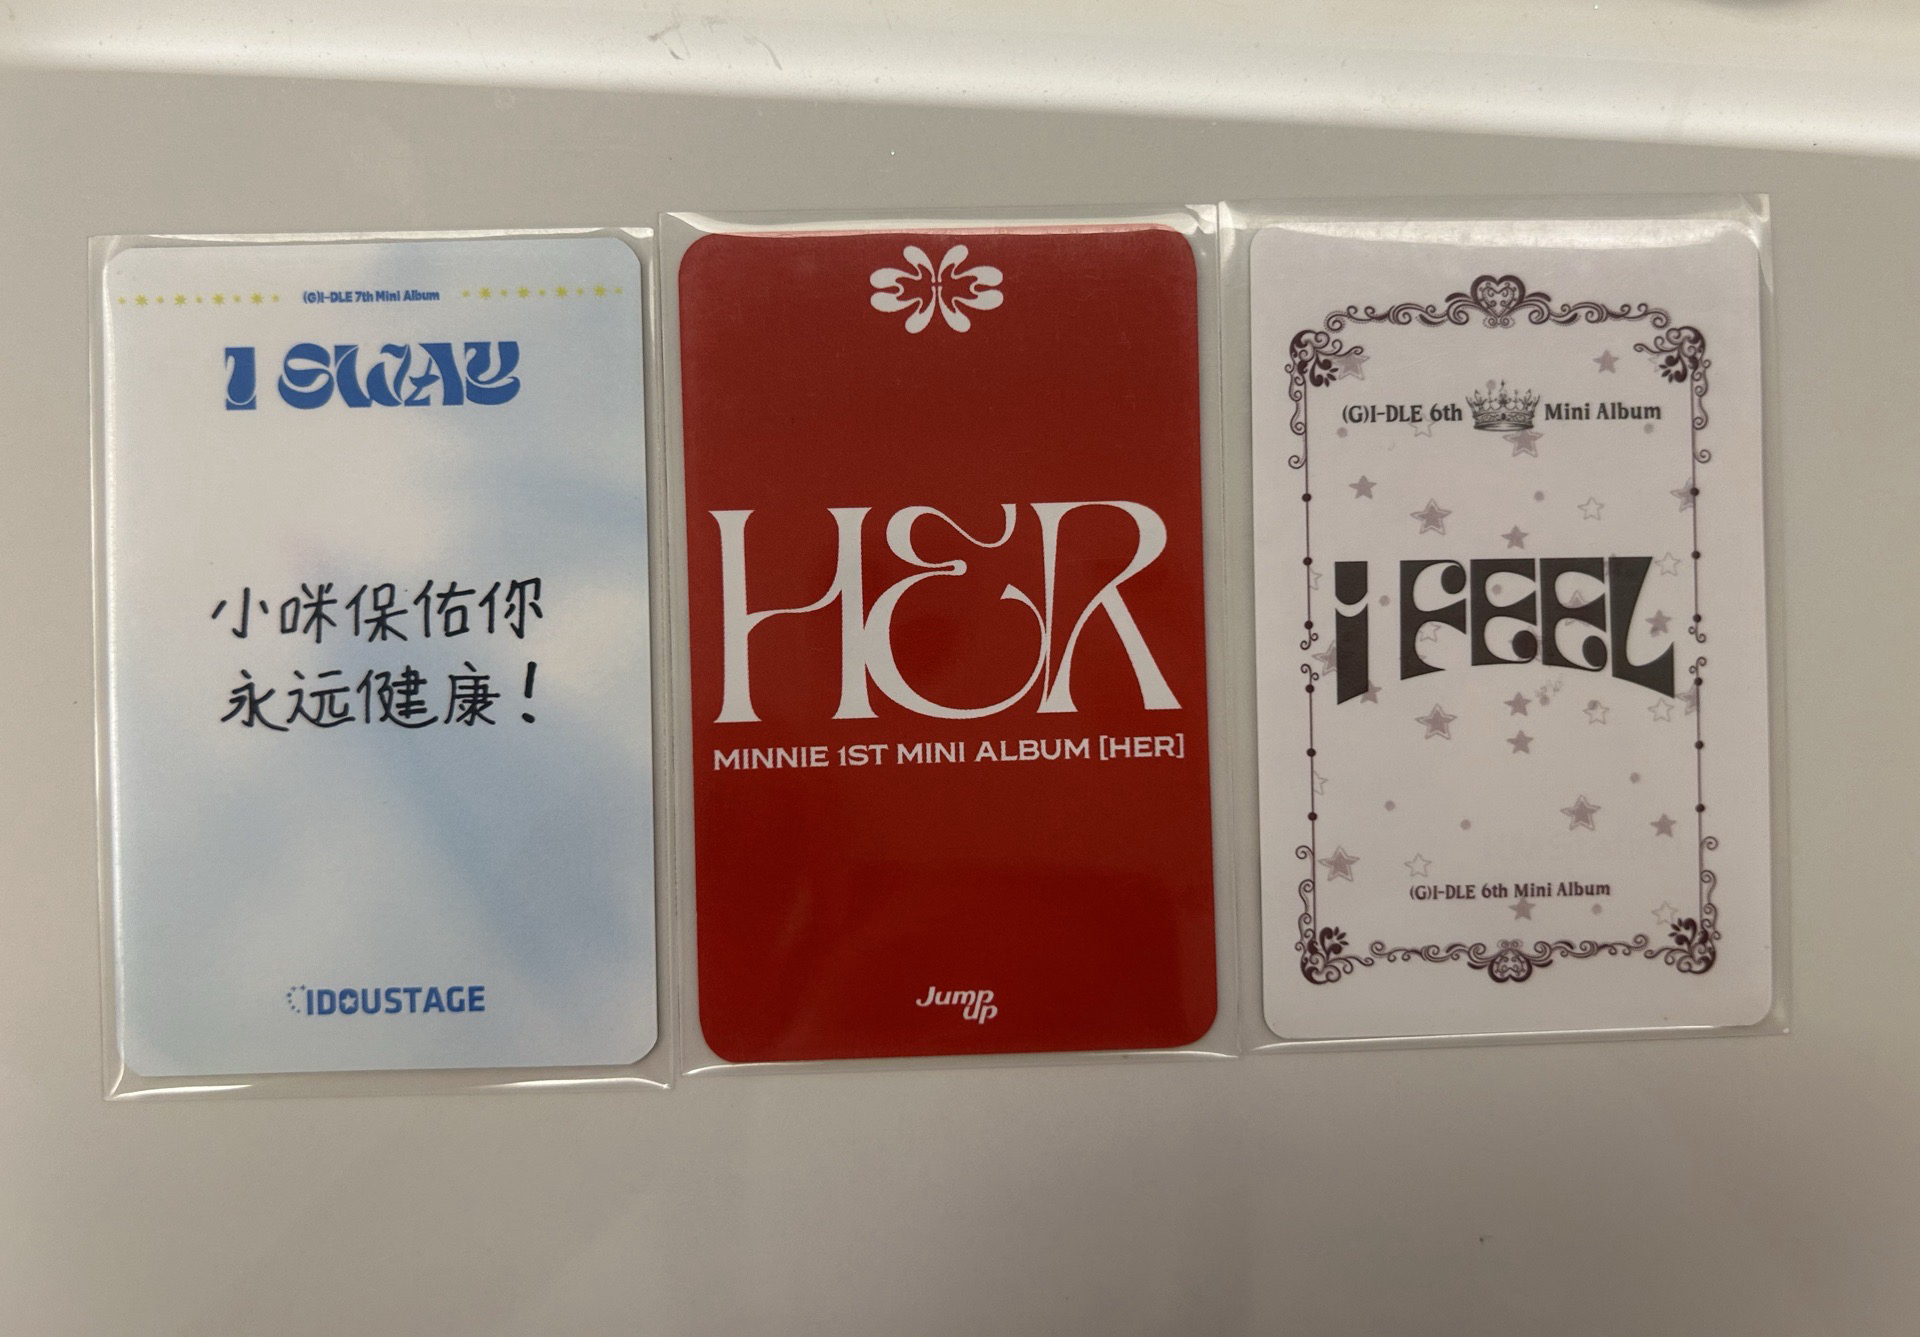 (G)I-DLE 7th Mini Album
I SWAY
小咪保佑你
永远健康！
IDOUSTAGE
HER
MINNIE 1ST MINI ALBUM [HER]
Jump
up
(G)I-DLE 6th Mini Album
I FEEL
(G)I-DLE 6th Mini Album